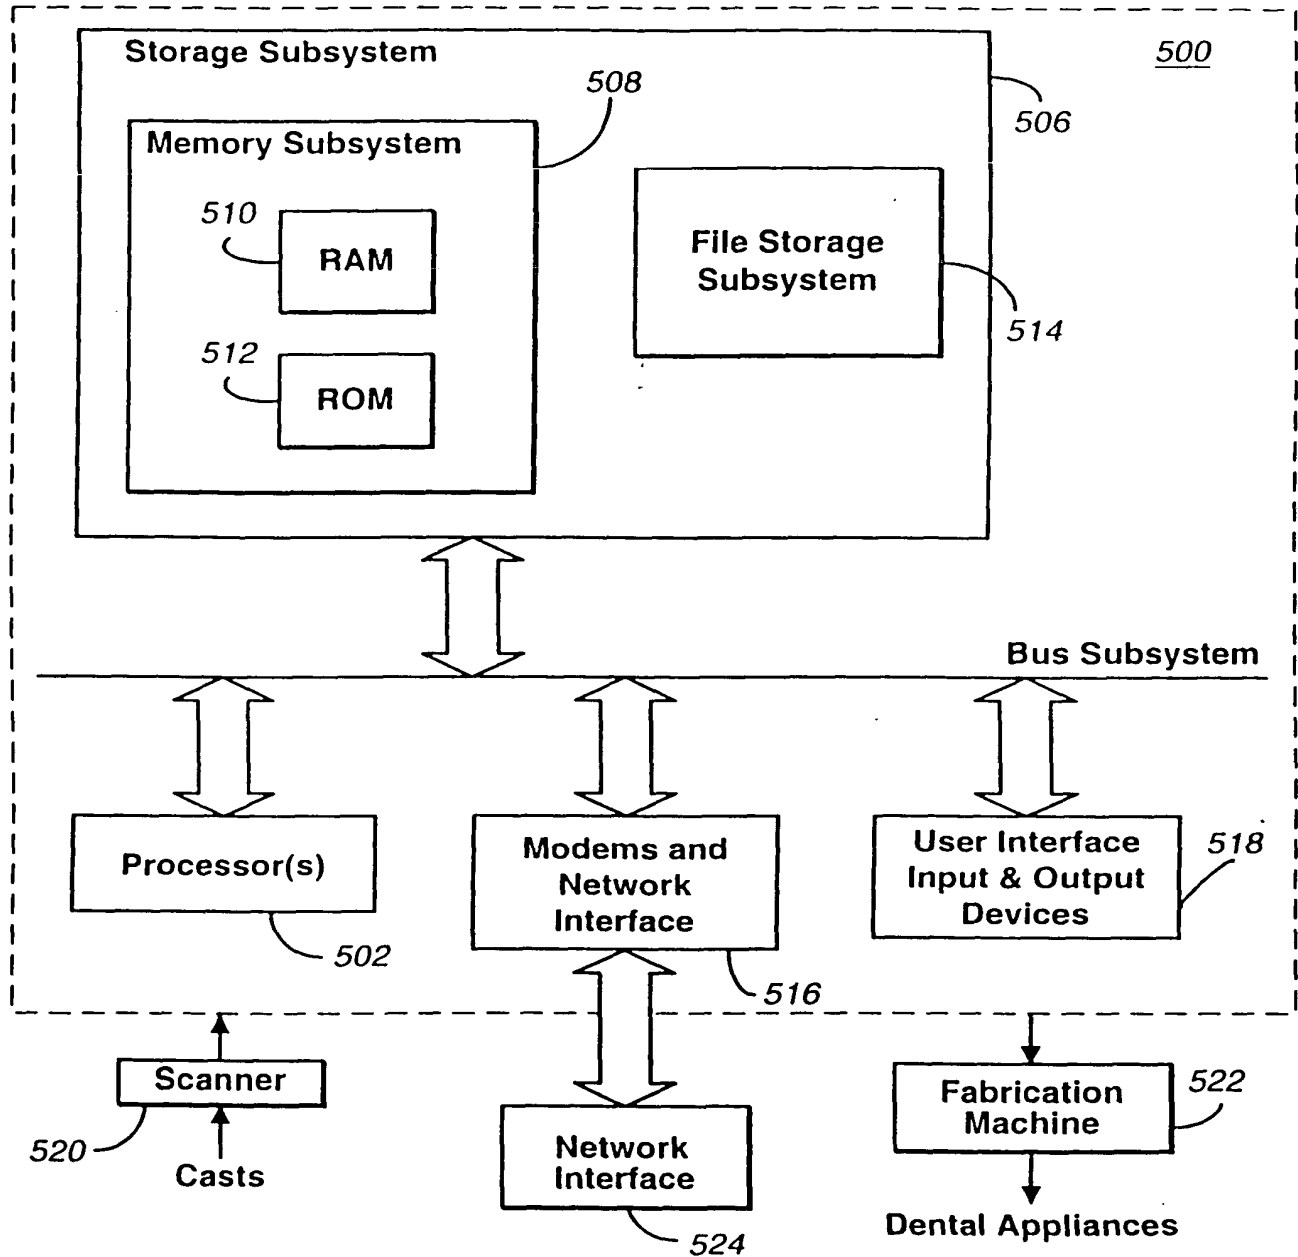 Storage Subsystem
500
508
506
Memory Subsystem
510
RAM
File Storage
Subsystem
514
512
ROM
Bus Subsystem
Processor(s)
502
Modems and
Network
Interface
516
User Interface
Input & Output
Devices
518
Scanner
520
Casts
Network
Interface
524
Fabrication
Machine
522
Dental Appliances